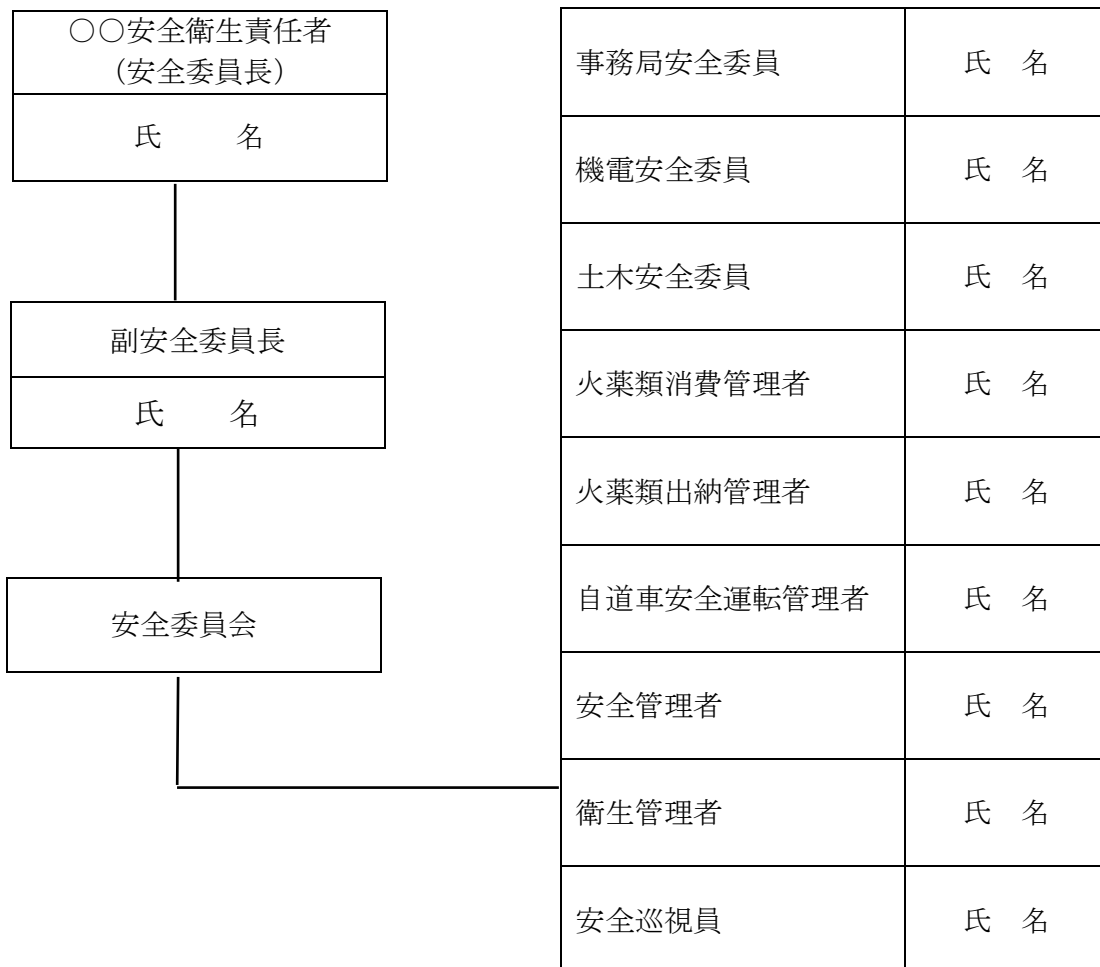 ○○安全衛生責任者
（安全委員長）
氏　名
副安全委員長
氏　名
安全委員会
事務局安全委員　氏　名
機電安全委員　氏　名
土木安全委員　氏　名
火薬類消費管理者　氏　名
火薬類出納管理者　氏　名
自道車安全運転管理者　氏　名
安全管理者　氏　名
衛生管理者　氏　名
安全巡視員　氏　名